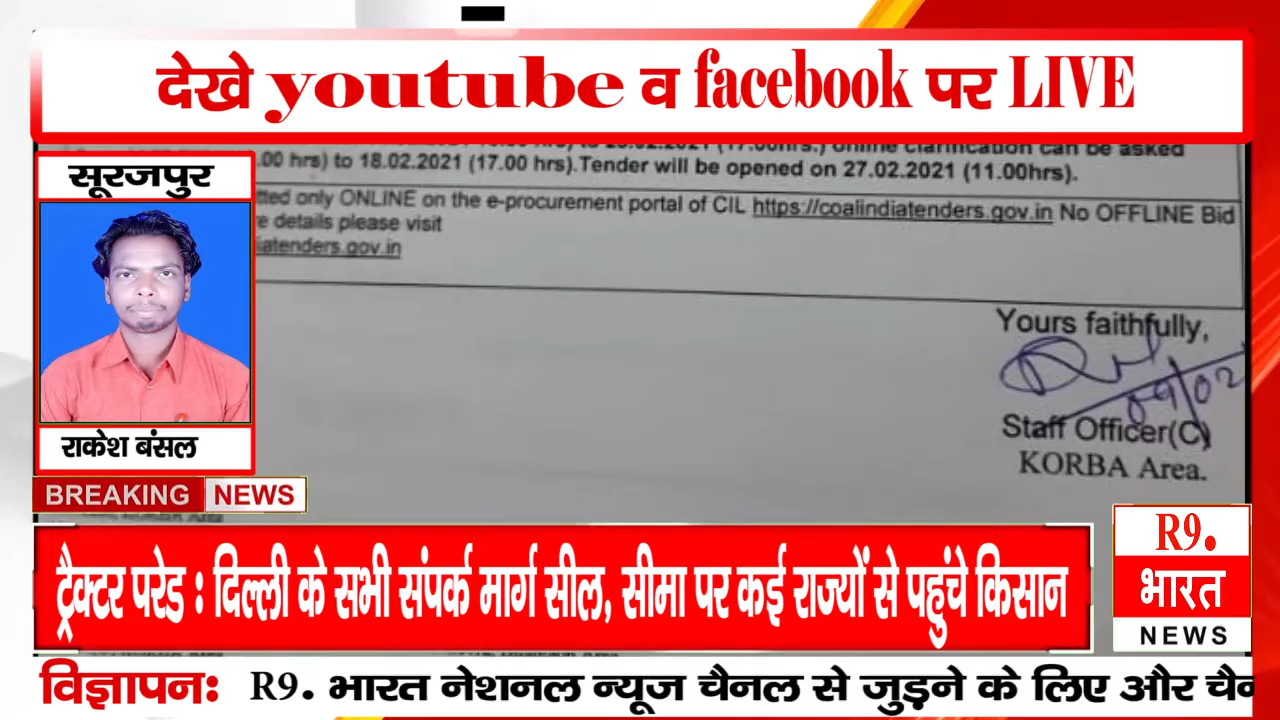 देखे youtube व facebook पर LIVE
सूरजपुर
.00 hrs) to 18.02.2021 (17.00 hrs).Tender will be opened on 27.02.2021 (11.00hrs).
only ONLINE on the e-procurement portal of CIL https://coalindiatenders.gov.in No OFFLINE Bid
details please visit
iatenders.gov.in
Yours faithfully,
09/02
Staff Officer(C)
KORBA Area.
राकेश बंसल
BREAKING NEWS
ट्रैक्टर परेड : दिल्ली के सभी संपर्क मार्ग सील, सीमा पर कई राज्यों से पहुंचे किसान
R9.
भारत
NEWS
विज्ञापनः R9. भारत नेशनल न्यूज चैनल से जुड़ने के लिए और चैन